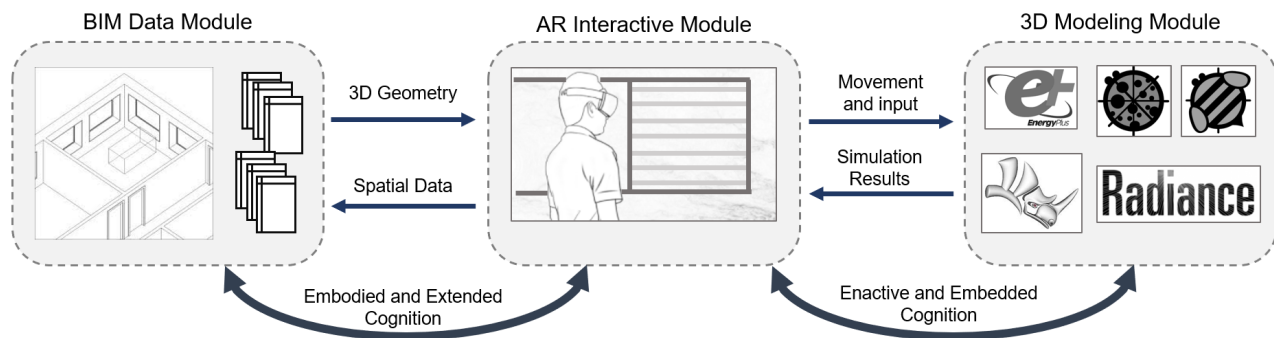 BIM Data Module
AR Interactive Module
3D Modeling Module
3D Geometry
Spatial Data
Movement
and input
Simulation
Results
e+
EnergyPlus
Radiance
Embodied and Extended
Cognition
Enactive and Embedded
Cognition